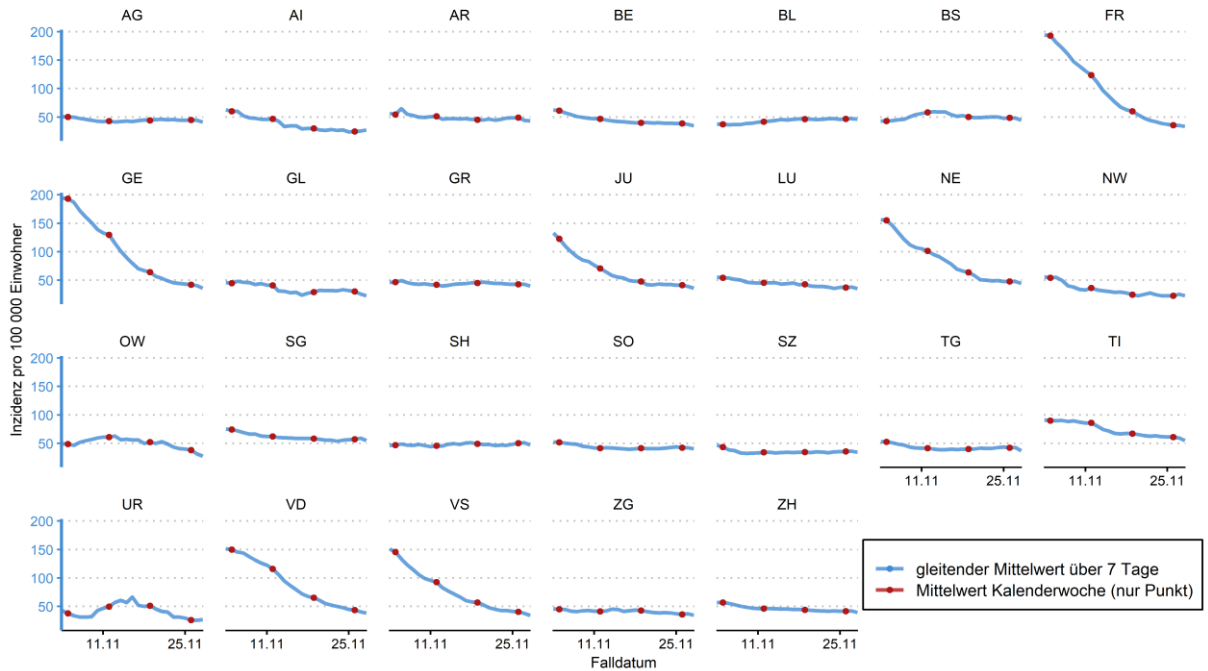 AG AI AR BE BL BS FR
200
150
100
50
GE GL GR JU LU NE NW
200
150
100
50
OW SG SH SO SZ TG TI
200
150
100
50
11.11 25.11 11.11 25.11
UR VD VS ZG ZH
200
150
100
50
11.11 25.11 11.11 25.11 11.11 25.11 11.11 25.11 11.11 25.11
Inzidenz pro 100 000 Einwohner
Falldatum
gleitender Mittelwert über 7 Tage
Mittelwert Kalenderwoche (nur Punkt)